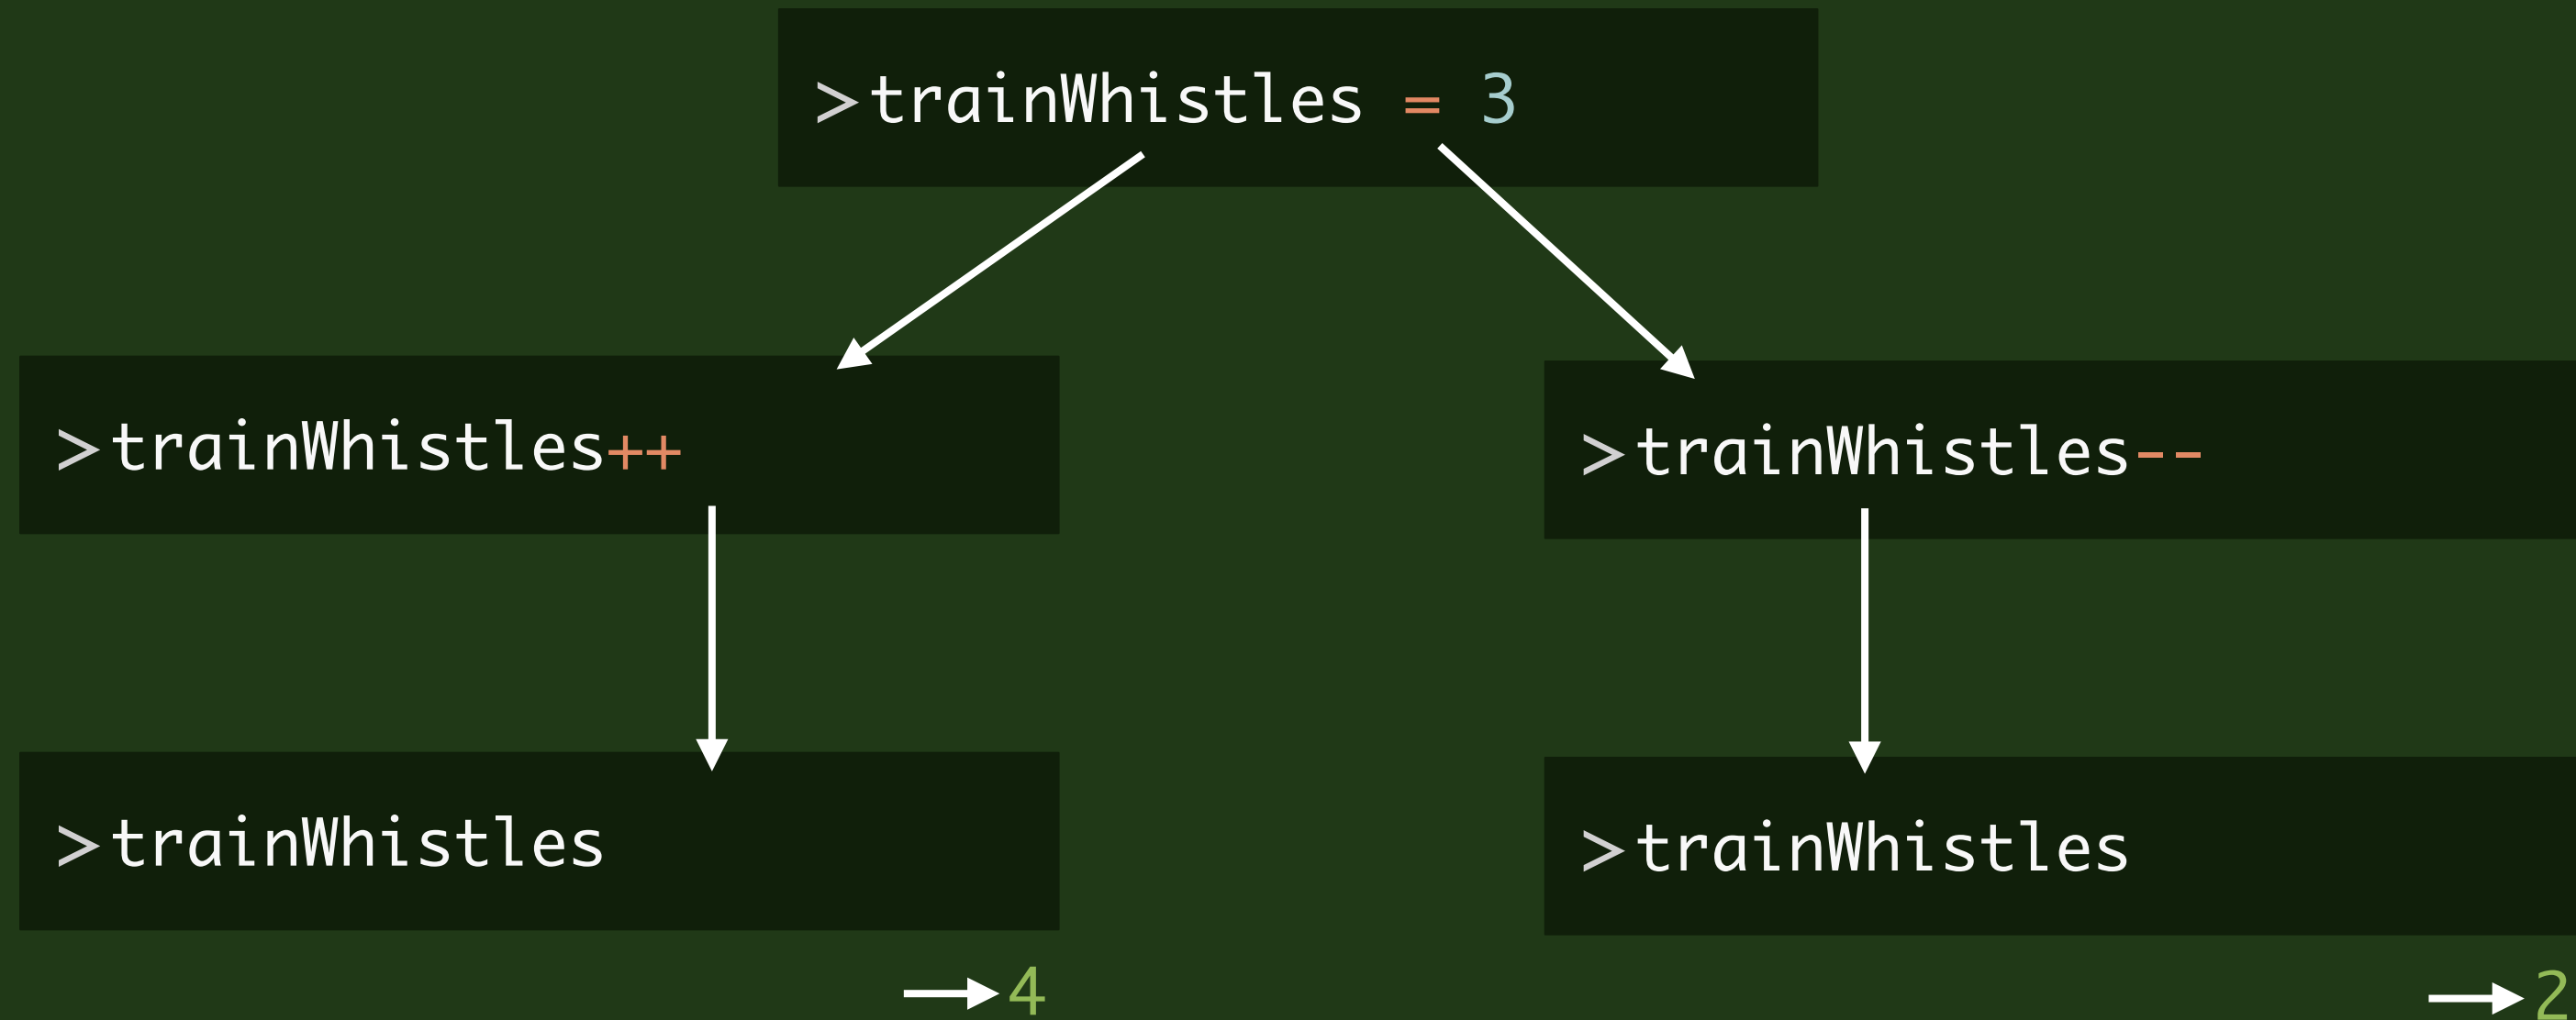 >trainWhistles = 3
>trainWhistles++
>trainWhistles--
>trainWhistles
>trainWhistles
4
2